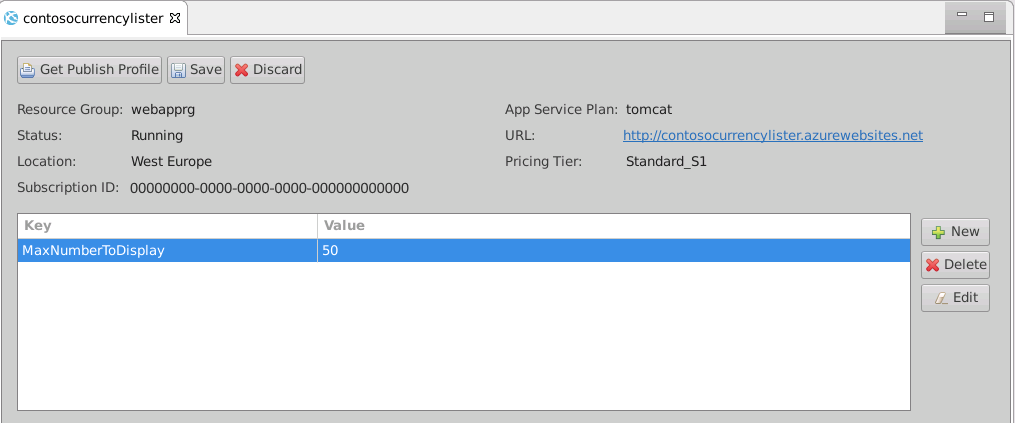 contosocurrencylister
Get Publish Profile Save Discard
Resource Group: webapprg App Service Plan: tomcat
Status: Running URL: http://contosocurrencylister.azurewebsites.net
Location: West Europe Pricing Tier: Standard_S1
Subscription ID: 00000000-0000-0000-0000-000000000000
Key Value
New
MaxNumberToDisplay 50
Delete
Edit